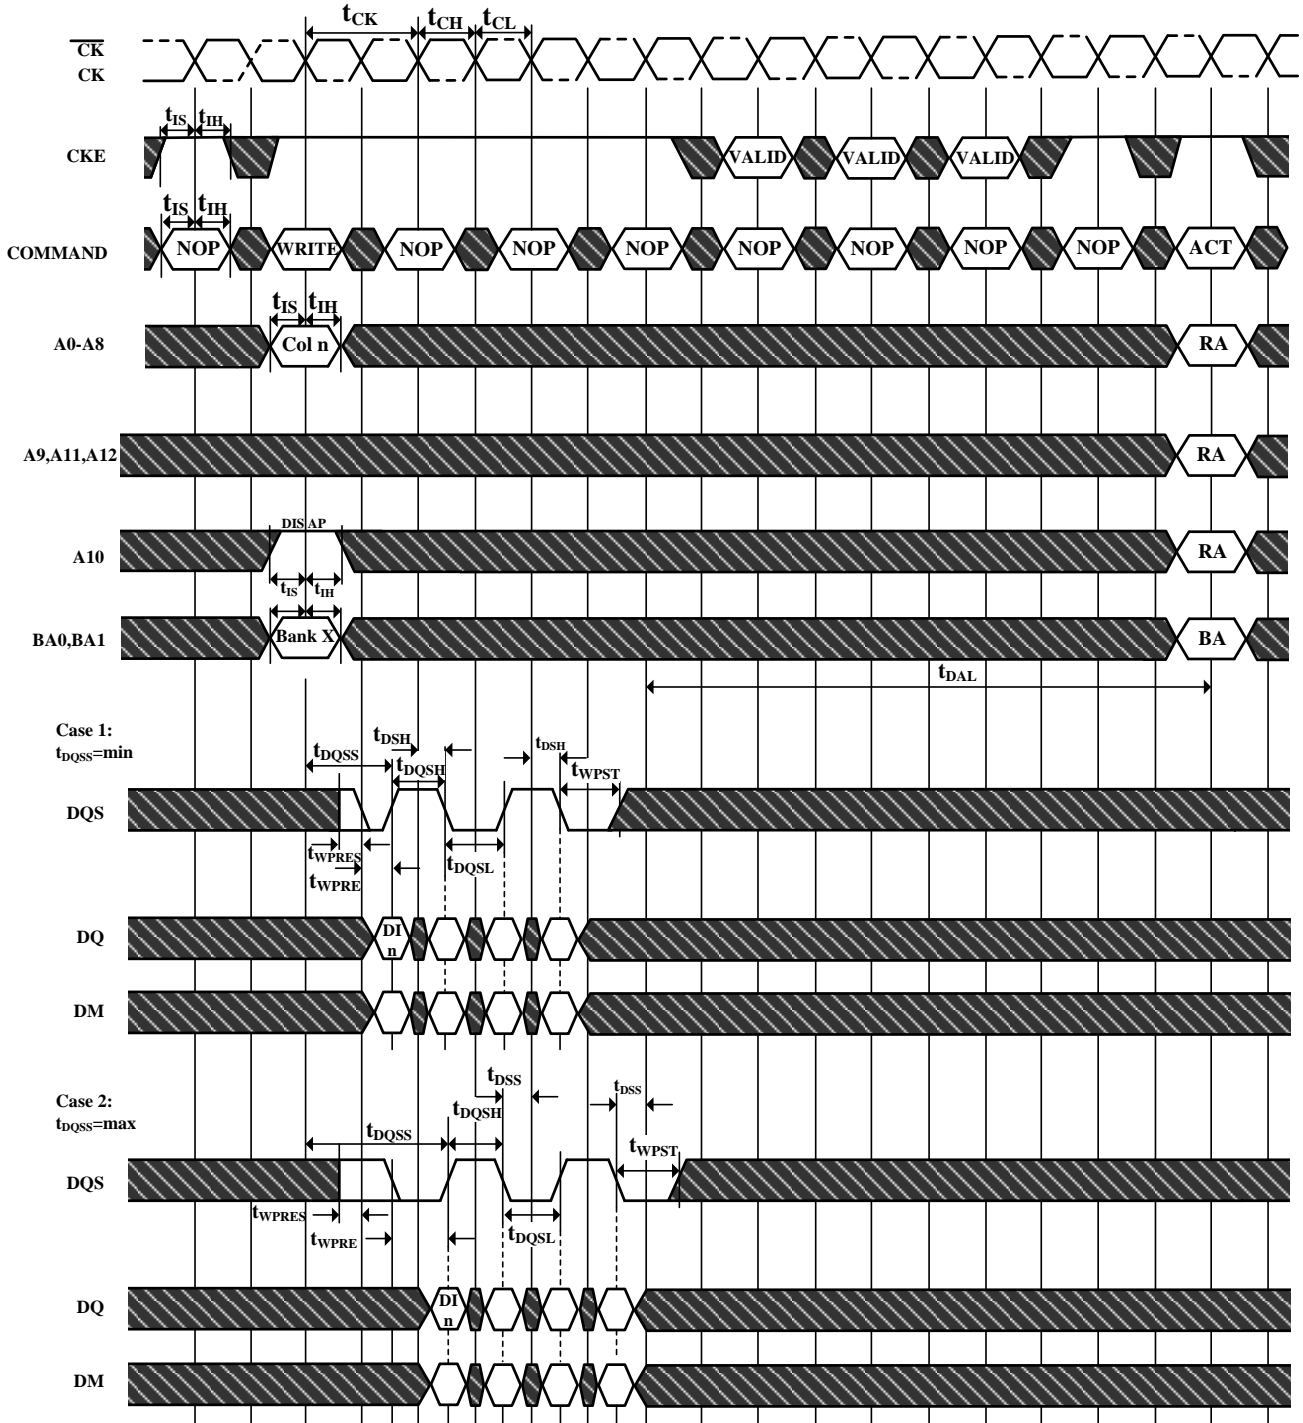 tCK tCH tCL
CK
CK
tIS tIH
CKE VALID VALID VALID
tIS tIH
COMMAND NOP WRITE NOP NOP NOP NOP NOP NOP NOP ACT
tIS tIH
A0-A8 Col n RA
A9,A11,A12 RA
DIS AP
A10 RA
tIS tIH
BA0,BA1 Bank X BA
tDAL
Case 1:
tDQSS=min
tDQSS tDSH tDQSH tDSH tWPST
DQS
tWPRES
tWPRE tDQSL
DQ DI n
DM
Case 2:
tDQSS=max
tDQSS tDQSH tDSS tDSS tWPST
DQS
tWPRES
tWPRE tDQSL
DQ DI n
DM